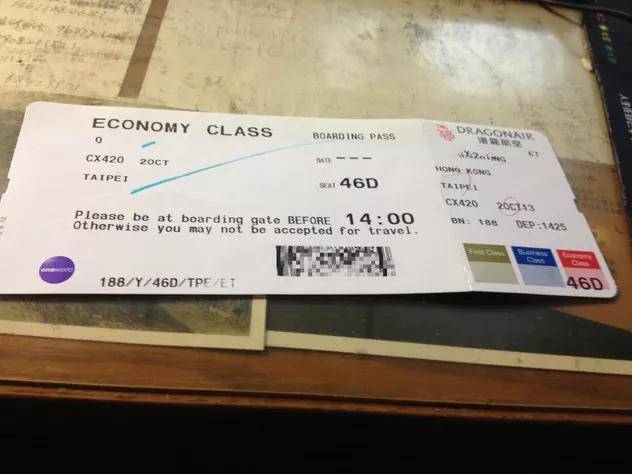 ECONOMY CLASS
BOARDING PASS
0
CX420 20CT
GATE ---
TAIPEI
SEAT 46D
Please be at boarding gate BEFORE 14:00
Otherwise you may not be accepted for travel.
oneworld
188/Y/46D/TPE/ET
DRAGONAIR
港龍航空
ET
HONG KONG
TAIPEI
CX420 20CT13
BN: 188 DEP:1425
First Class
Business Class
Economy Class
46D